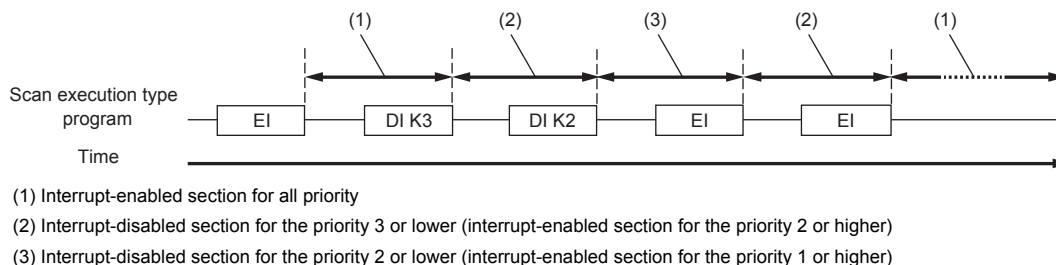 (1) (2) (3) (2) (1)
Scan execution type
program
EI DI K3 DI K2 EI EI
Time
(1) Interrupt-enabled section for all priority
(2) Interrupt-disabled section for the priority 3 or lower (interrupt-enabled section for the priority 2 or higher)
(3) Interrupt-disabled section for the priority 2 or lower (interrupt-enabled section for the priority 1 or higher)